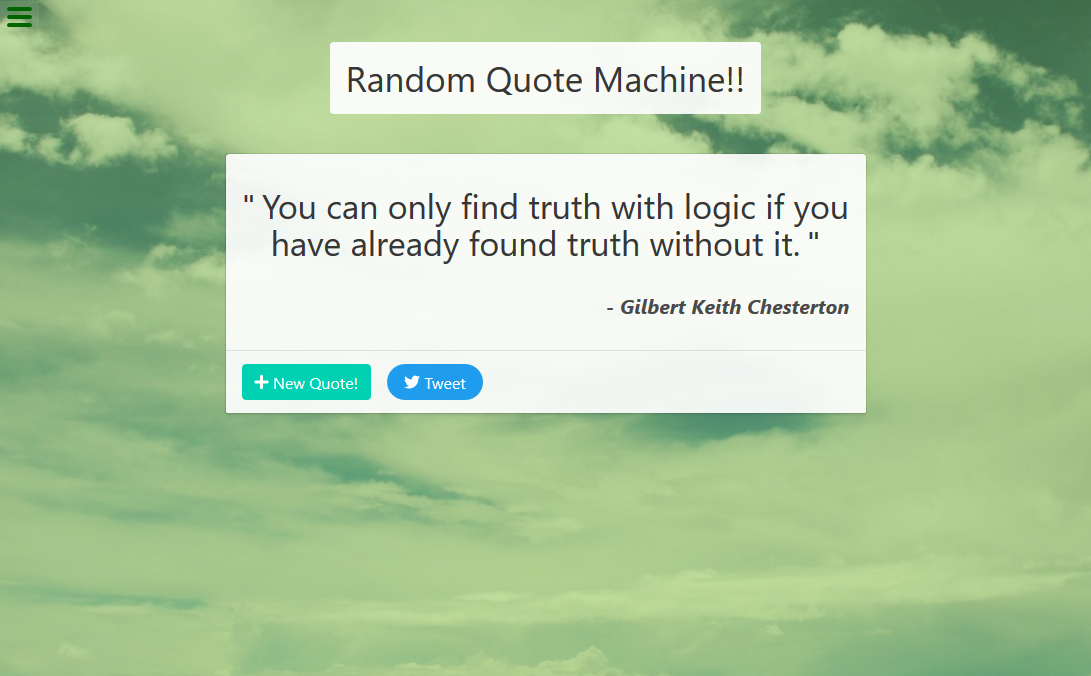 Random Quote Machine!!
" You can only find truth with logic if you
have already found truth without it. "
- Gilbert Keith Chesterton
New Quote!
Tweet